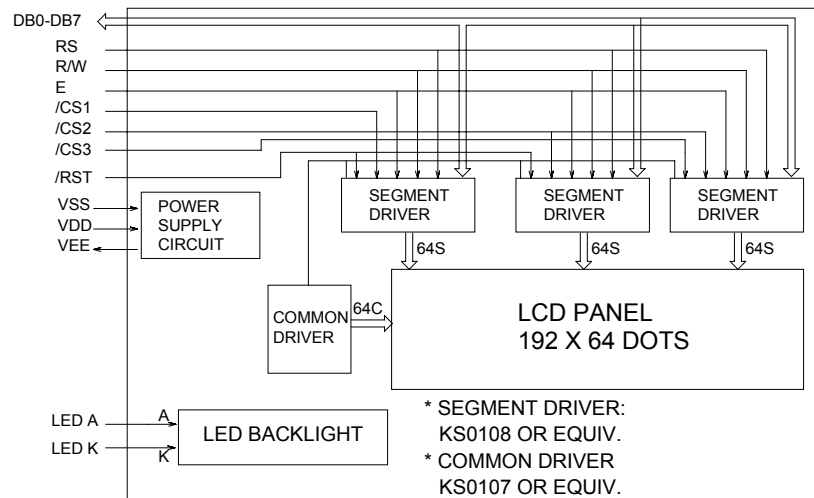 DB0-DB7
RS
R/W
E
/CS1
/CS2
/CS3
/RST
VSS
VDD
VEE
POWER
SUPPLY
CIRCUIT
SEGMENT
DRIVER
SEGMENT
DRIVER
SEGMENT
DRIVER
64S
64S
64S
COMMON
DRIVER
64C
LCD PANEL
192 X 64 DOTS
LED A
A
LED K
K
LED BACKLIGHT
* SEGMENT DRIVER:
KS0108 OR EQUIV.
* COMMON DRIVER
KS0107 OR EQUIV.